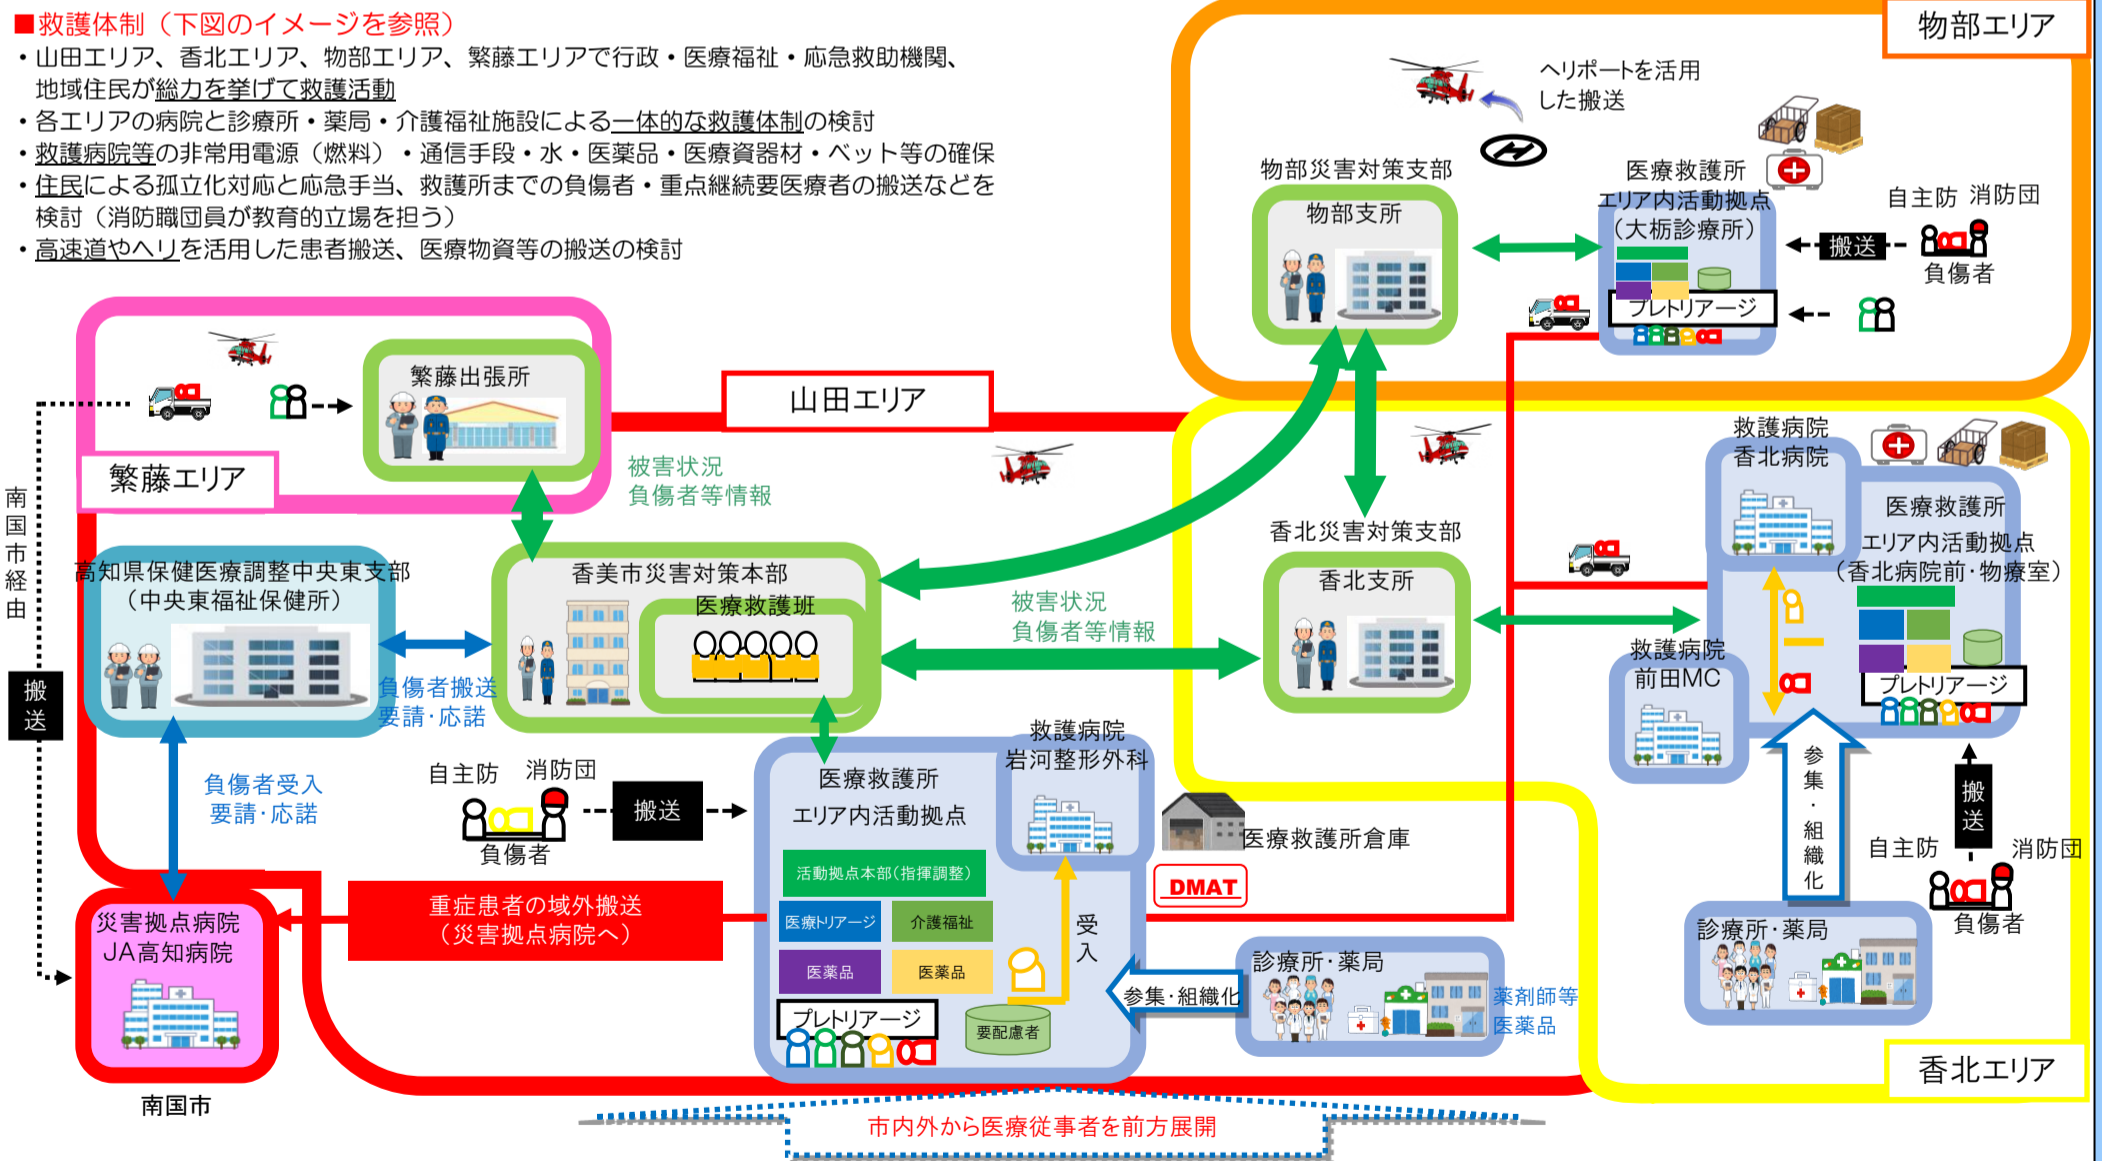 ■救護体制（下図のイメージを参照）
・山田エリア、香北エリア、物部エリア、繁藤エリアで行政・医療福祉・応急救助機関、
地域住民が総力を挙げて救護活動
・各エリアの病院と診療所・薬局・介護福祉施設による一体的な救護体制の検討
・救護病院等の非常用電源（燃料）・通信手段・水・医薬品・医療資器材・ベット等の確保
・住民による孤立化対応と応急手当、救護所までの負傷者・重点継続要医療者の搬送などを
検討（消防職団員が教育的立場を担う）
・高速道やヘリを活用した患者搬送、医療物資等の搬送の検討
物部エリア
ヘリポートを活用
した搬送
物部災害対策支部
物部支所
医療救護所
エリア内活動拠点
（大栃診療所）
プレトリアージ
自主防 消防団
搬送
負傷者
繁藤出張所
繁藤エリア
山田エリア
被害状況
負傷者等情報
南国市経由
搬送
高知県保健医療調整中央東支部
（中央東福祉保健所）
負傷者搬送
要請・応諾
香美市災害対策本部
医療救護班
被害状況
負傷者等情報
香北災害対策支部
香北支所
救護病院
香北病院
医療救護所
エリア内活動拠点
（香北病院前・物療室）
プレトリアージ
救護病院
前田MC
参集・組織化
搬送
自主防 消防団
負傷者
診療所・薬局
香北エリア
負傷者受入
要請・応諾
自主防 消防団
負傷者
搬送
医療救護所
エリア内活動拠点
救護病院
岩河整形外科
活動拠点本部(指揮調整)
医療トリアージ
介護福祉
医薬品
医薬品
プレトリアージ
要配慮者
受入
医療救護所倉庫
DMAT
参集・組織化
診療所・薬局
薬剤師等
医薬品
重症患者の域外搬送
（災害拠点病院へ）
災害拠点病院
JA高知病院
南国市
市内外から医療従事者を前方展開